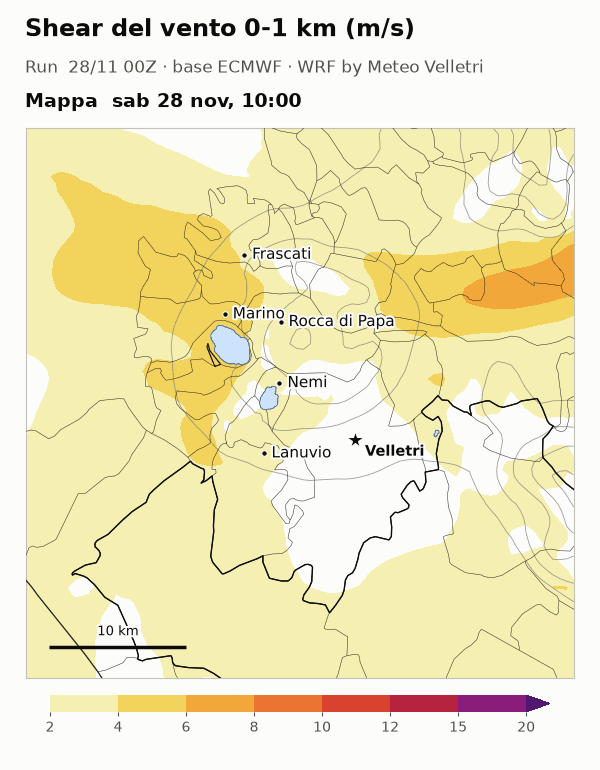 Shear del vento 0-1 km (m/s)
Run  28/11 00Z · base ECMWF · WRF by Meteo Velletri
Mappa  sab 28 nov, 10:00
Frascati
Marino
Rocca di Papa
Nemi
Velletri
Lanuvio
10 km
2 4 6 8 10 12 15 20